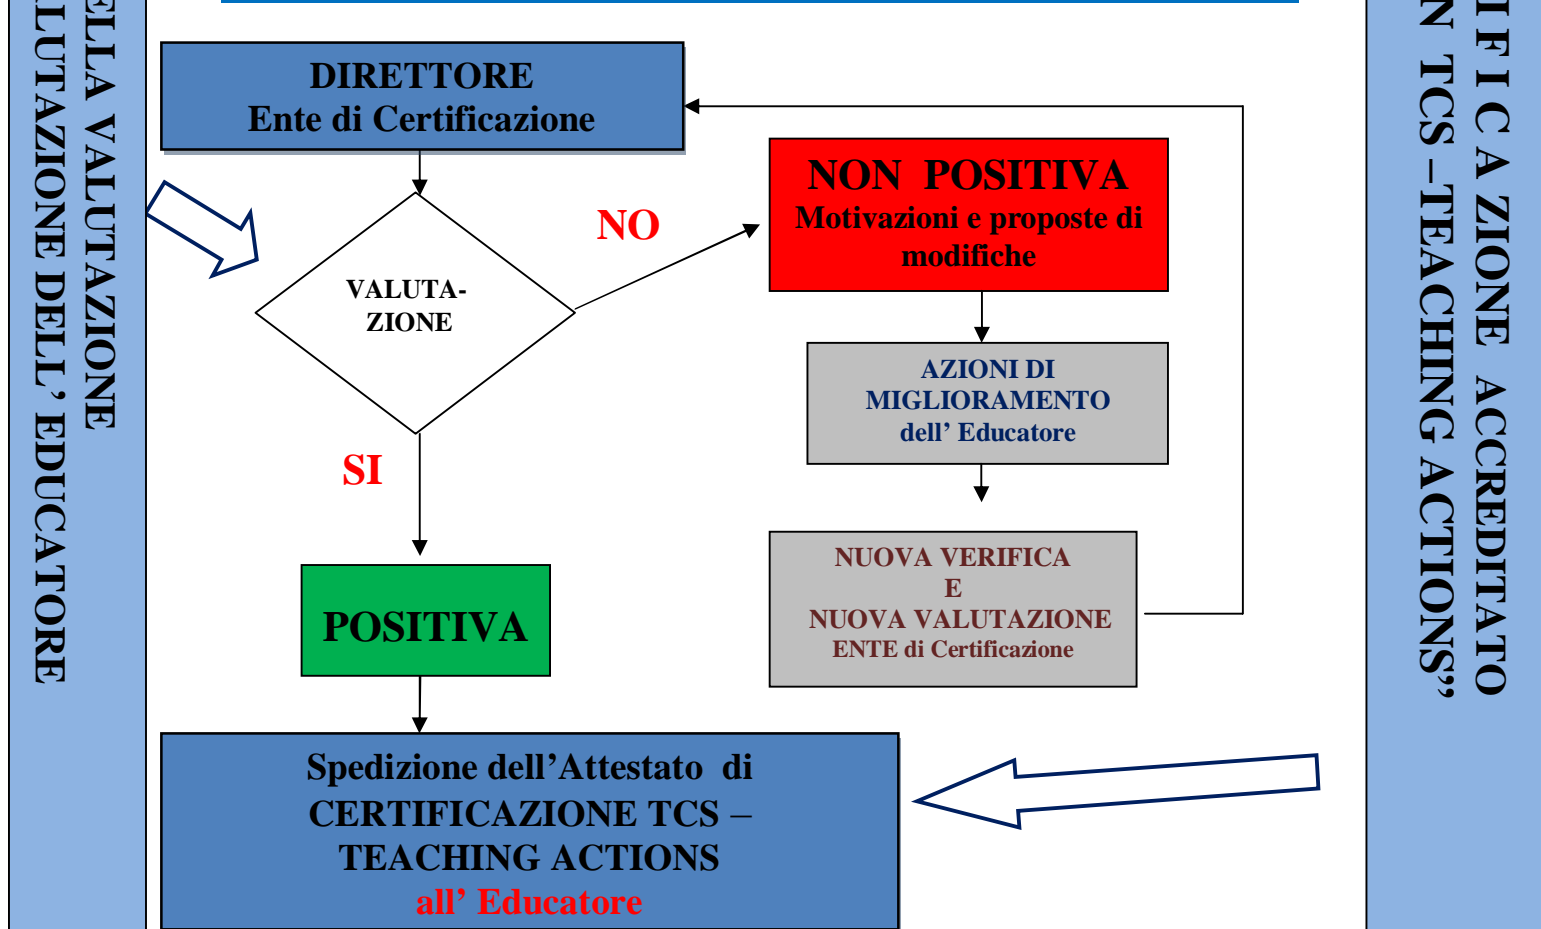 ELLA VALUTAZIONE
LUTAZIONE DELL’ EDUCATORE
DIRETTORE
Ente di Certificazione
VALUTA-
ZIONE
NO
NON POSITIVA
Motivazioni e proposte di
modifiche
AZIONI DI
MIGLIORAMENTO
dell’ Educatore
SI
NUOVA VERIFICA
E
NUOVA VALUTAZIONE
ENTE di Certificazione
POSITIVA
Spedizione dell’Attestato di
CERTIFICAZIONE TCS –
TEACHING ACTIONS
all’ Educatore
I F I C A ZIONE ACCREDITATO
N TCS –TEACHING ACTIONS”